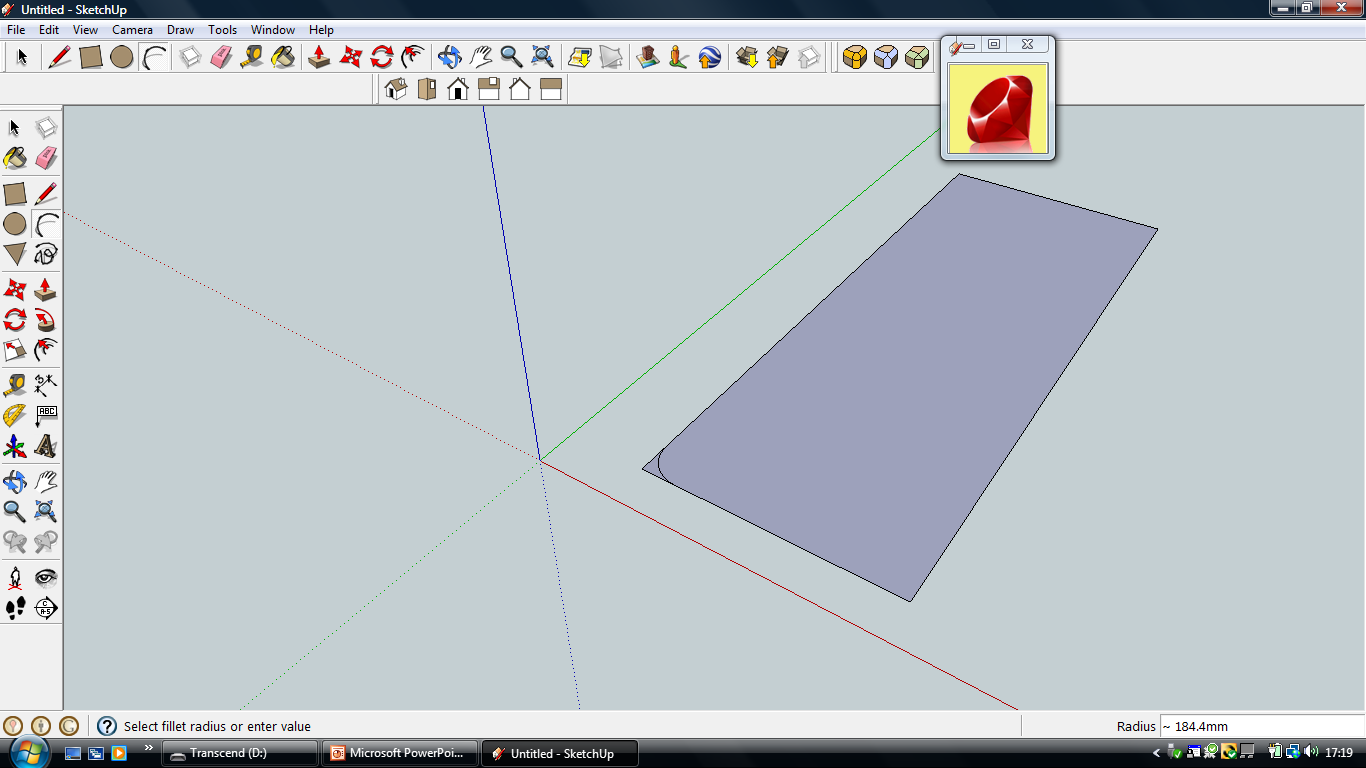 Untitled - SketchUp
File Edit View Camera Draw Tools Window Help
ABC
A
Select fillet radius or enter value
Radius ~ 184.4mm
Transcend (D:)
Microsoft PowerPoi...
Untitled - SketchUp
17:19